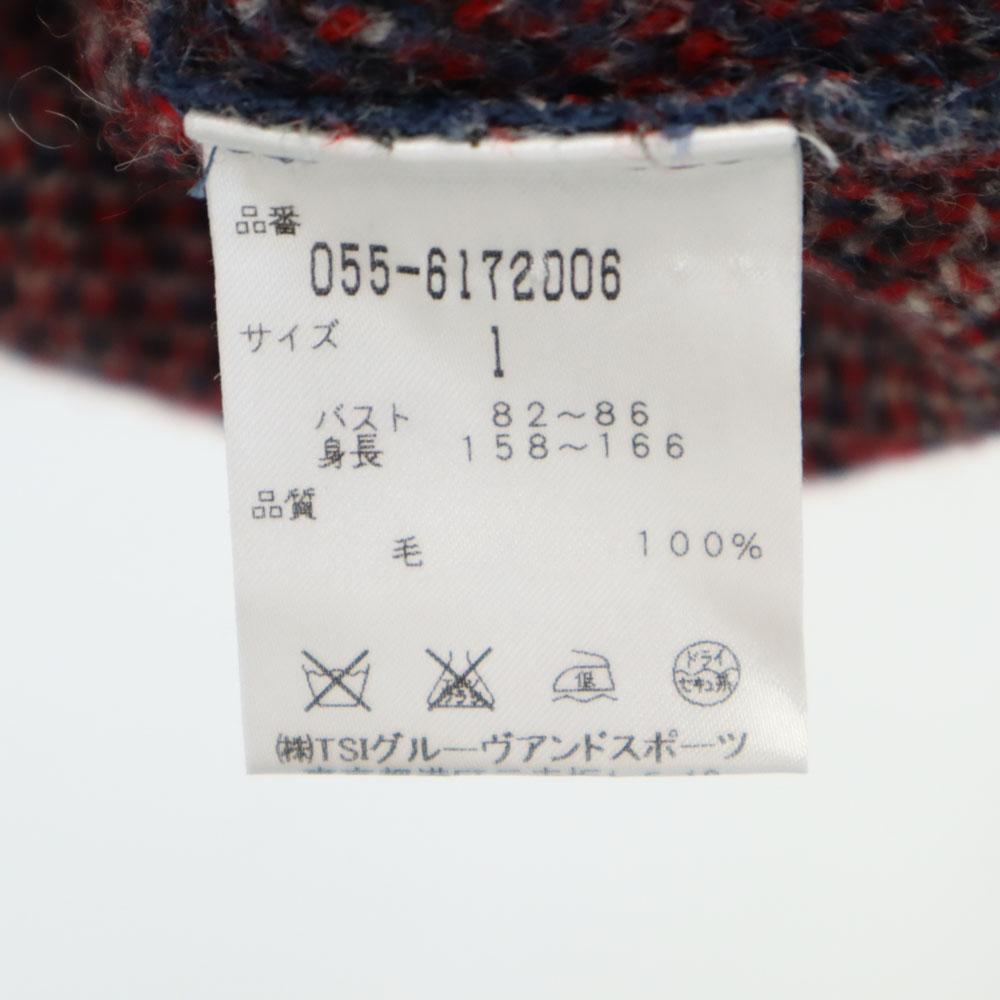 品番
055-6172006
サイズ 1
バスト 82～86
身長 158～166
品質
毛 100%
低 ドライ
セキユ系
㈱TSIグルーヴアンドスポーツ